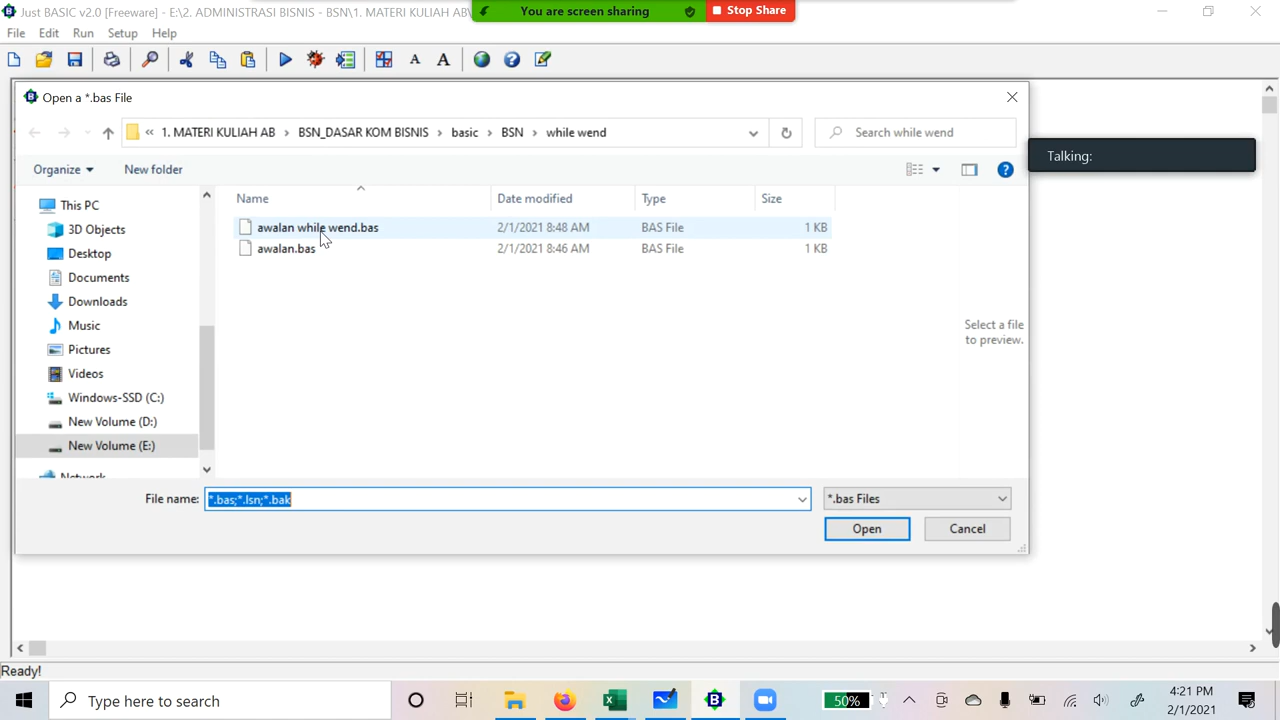 Just BASIC v2.0 [Freeware] - E:\2. ADMINISTRASI BISNIS - BSN\1. MATERI KULIAH AB\
You are screen sharing
Stop Share
File Edit Run Setup Help
Open a *.bas File
« 1. MATERI KULIAH AB › BSN_DASAR KOM BISNIS › basic › BSN › while wend
Search while wend
Talking:
Organize
New folder
Name Date modified Type Size
This PC
3D Objects
Desktop
Documents
Downloads
Music
Pictures
Videos
Windows-SSD (C:)
New Volume (D:)
New Volume (E:)
Network
awalan while wend.bas 2/1/2021 8:48 AM BAS File 1 KB
awalan.bas 2/1/2021 8:46 AM BAS File 1 KB
Select a file
to preview.
File name: *.bas;*.lsn;*.bak
*.bas Files
Open
Cancel
Ready!
Type here to search
50%
4:21 PM
2/1/2021